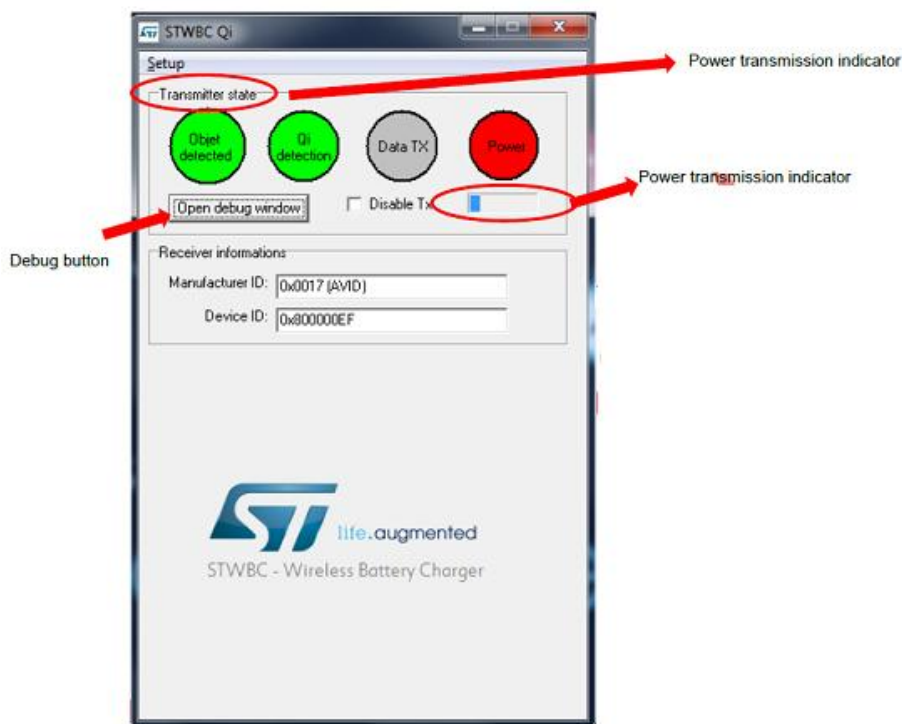 STWBC Qi
Setup
Power transmission indicator
Transmitter state
Objet
detected
Qi
detection
Data TX
Power
Power transmission indicator
Open debug window
Disable Tx
Debug button
Receiver informations
Manufacturer ID: 0x0017 (AVID)
Device ID: 0x800000EF
ST life.augmented
STWBC - Wireless Battery Charger